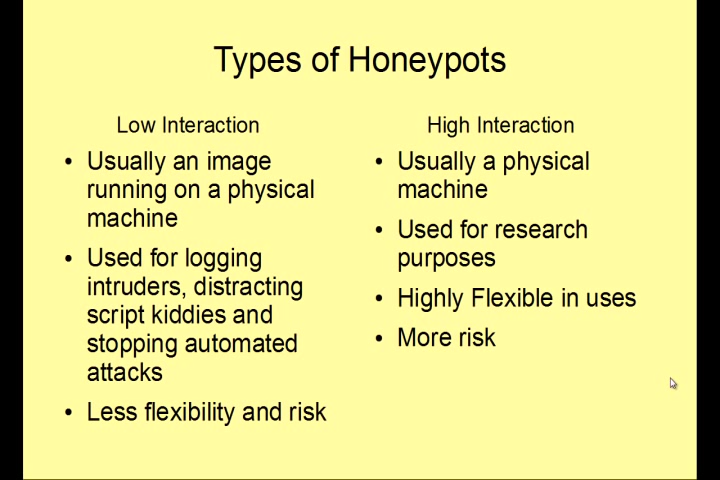 Types of Honeypots
Low Interaction
• Usually an image
running on a physical
machine
• Used for logging
intruders, distracting
script kiddies and
stopping automated
attacks
• Less flexibility and risk
High Interaction
• Usually a physical
machine
• Used for research
purposes
• Highly Flexible in uses
• More risk